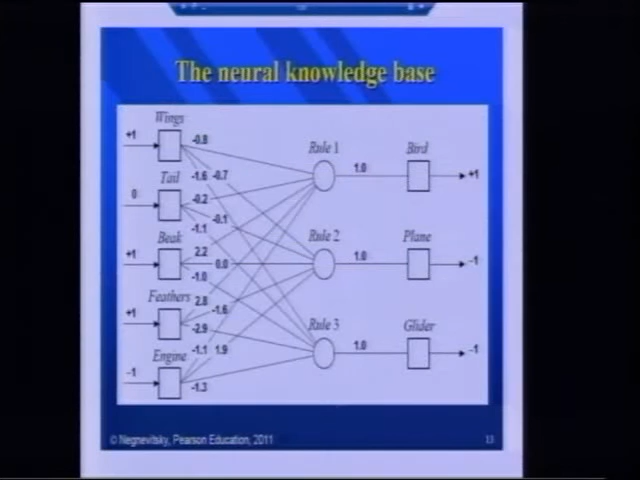 The neural knowledge base
Wings
+1
-0.8
Rule 1
Bird
-1.6 -0.7
1.0
+1
Tail
0
-0.2
-0.1
-1.1
Rule 2
Plane
Beak
+1
2.2
0.0
1.0
-1
-1.0
Feathers
+1
2.8
-1.6
Rule 3
Glider
-2.9
1.0
-1
Engine
-1.1 1.9
-1
-1.3
© Negnevitsky, Pearson Education, 2011
13